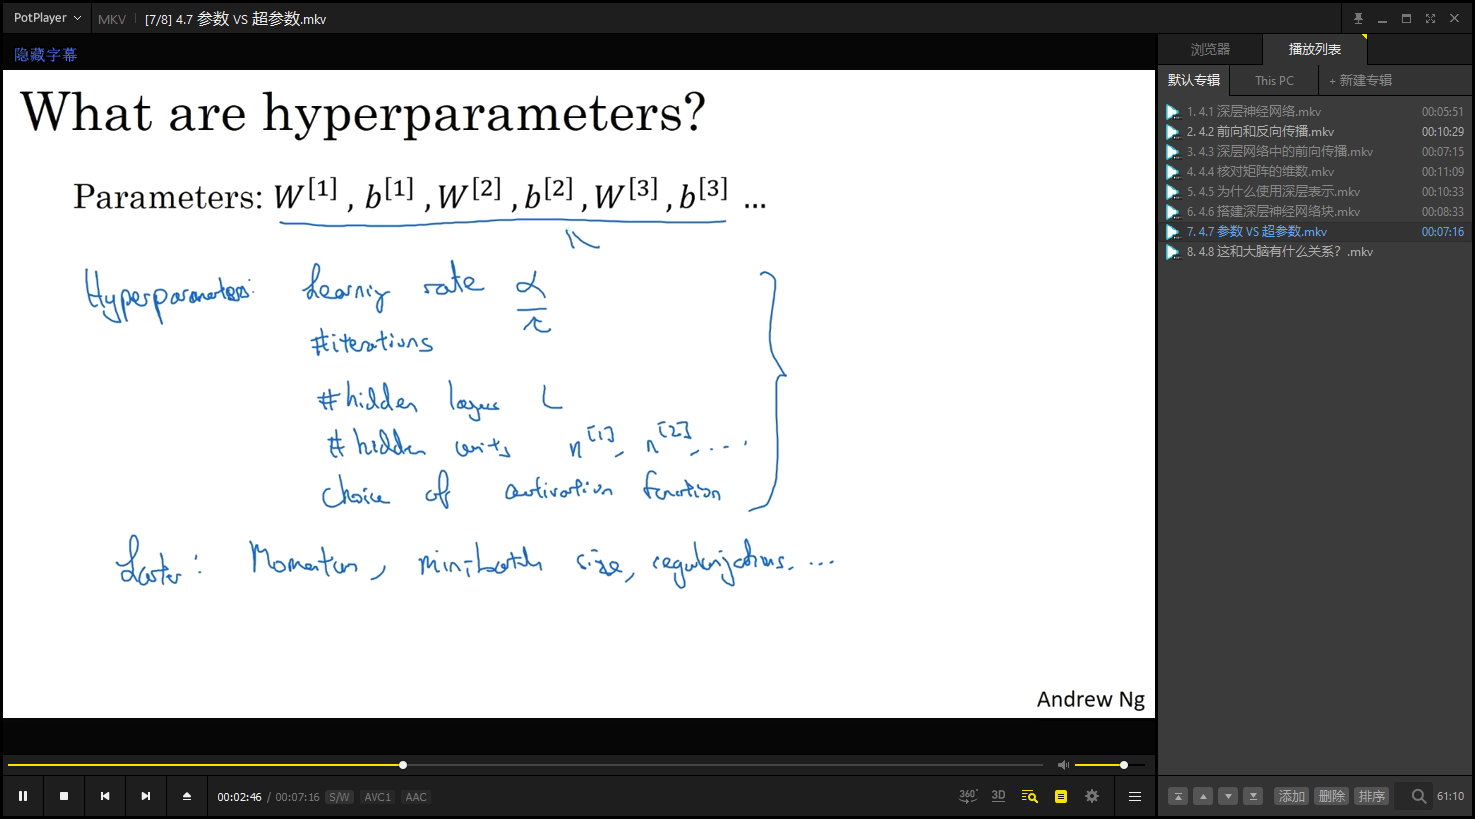 PotPlayer MKV [7/8] 4.7 参数 VS 超参数.mkv
隐藏字幕
What are hyperparameters?
Parameters: W[1] , b[1] , W[2] , b[2] , W[3] , b[3] ...
Hyperparameters: Learning rate α
#iterations
#hidden layers L
# hidden units n[1], n[2], ...
choice of activation function
Later: Momentum, mini-batch size, regularizations, ...
Andrew Ng
00:02:46 / 00:07:16 S/W AVC1 AAC
360° 3D
浏览器 播放列表
默认专辑 This PC + 新建专辑
1. 4.1 深层神经网络.mkv 00:05:51
2. 4.2 前向和反向传播.mkv 00:10:29
3. 4.3 深层网络中的前向传播.mkv 00:07:15
4. 4.4 核对矩阵的维数.mkv 00:11:09
5. 4.5 为什么使用深层表示.mkv 00:10:33
6. 4.6 搭建深层神经网络块.mkv 00:08:33
7. 4.7 参数 VS 超参数.mkv 00:07:16
8. 4.8 这和大脑有什么关系？.mkv
添加 删除 排序 61:10